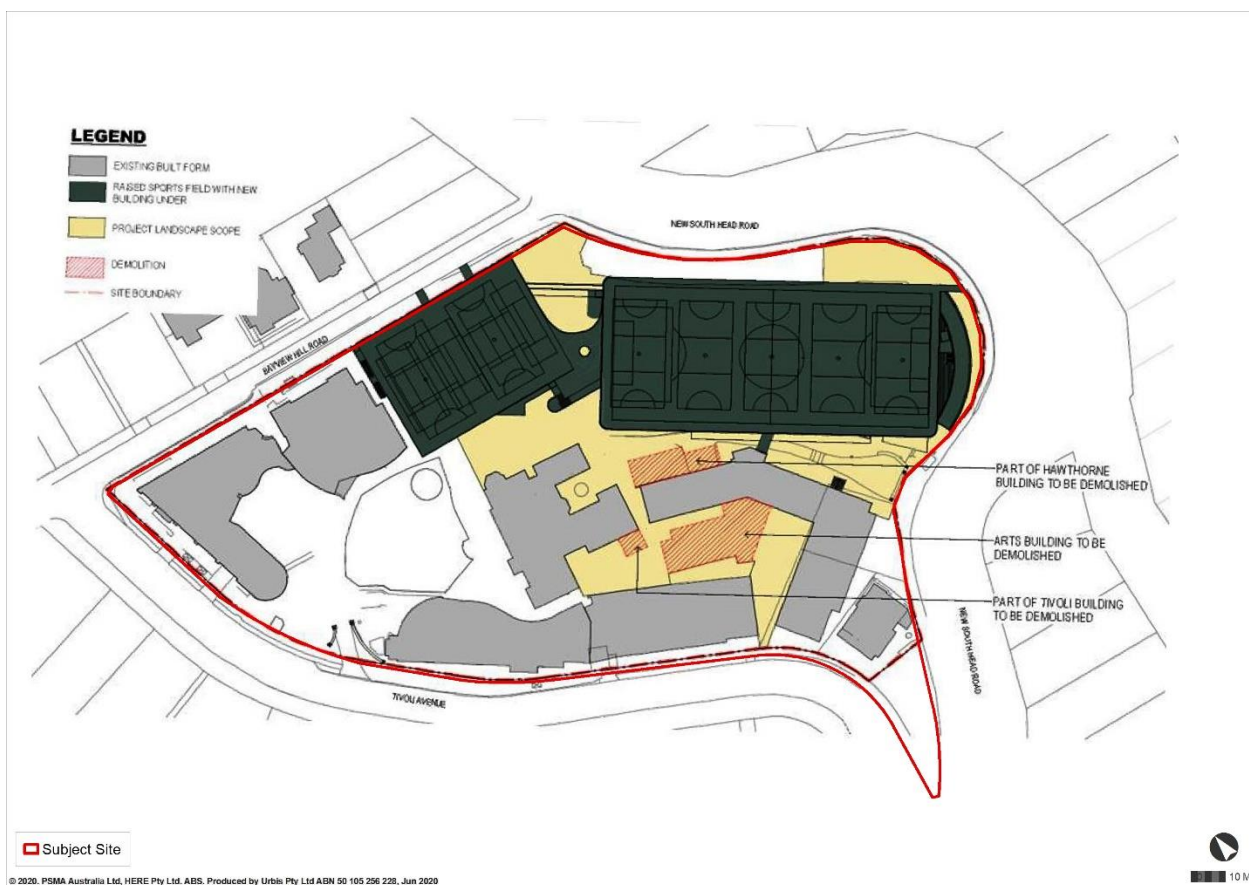 LEGEND
EXISTING BUILT FORM
RAISED SPORTS FIELD WITH NEW
BUILDING UNDER
PROJECT LANDSCAPE SCOPE
DEMOLITION
SITE BOUNDARY
NEW SOUTH HEAD ROAD
BAYVIEW HILL ROAD
PART OF HAWTHORNE
BUILDING TO BE DEMOLISHED
ARTS BUILDING TO BE
DEMOLISHED
PART OF TIVOLI BUILDING
TO BE DEMOLISHED
NEW SOUTH HEAD ROAD
TIVOLI AVENUE
Subject Site
© 2020. PSMA Australia Ltd, HERE Pty Ltd. ABS. Produced by Urbis Pty Ltd ABN 50 105 256 228, Jun 2020
0 10 M